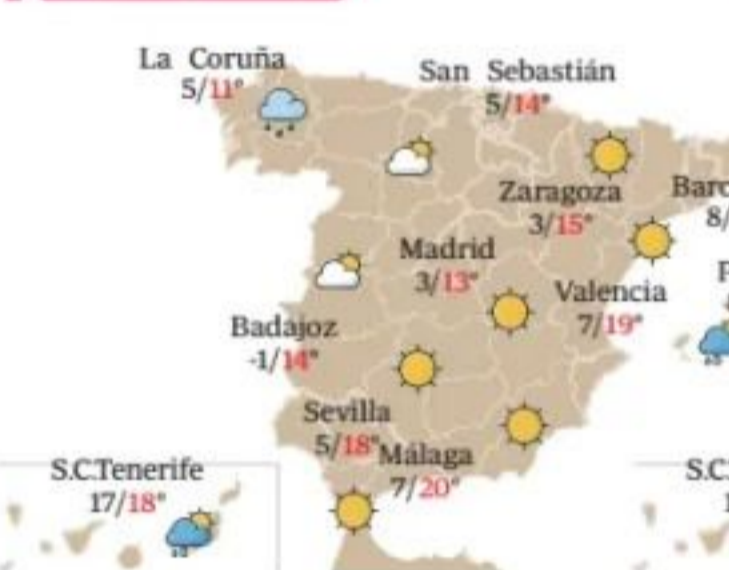 La Coruña
5/11°
San Sebastián
5/14°
Zaragoza
3/15°
Madrid
3/13°
Valencia
7/19°
Badajoz
-1/14°
Sevilla
5/18°
Málaga
7/20°
S.C.Tenerife
17/18°